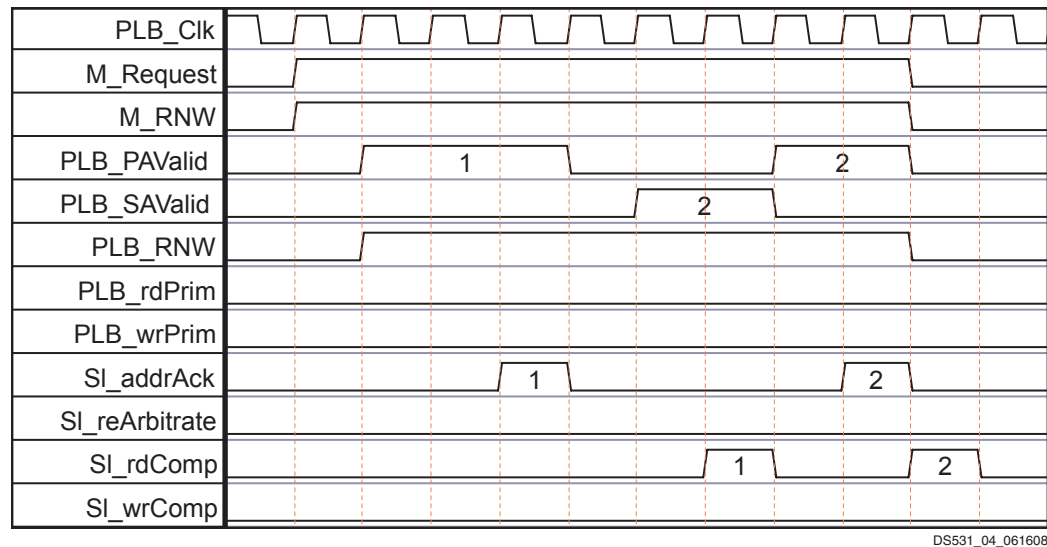 PLB_Clk
M_Request
M_RNW
PLB_PAValid 1 2
PLB_SAValid 2
PLB_RNW
PLB_rdPrim
PLB_wrPrim
Sl_addrAck 1 2
Sl_reArbitrate
Sl_rdComp 1 2
Sl_wrComp
DS531_04_061608